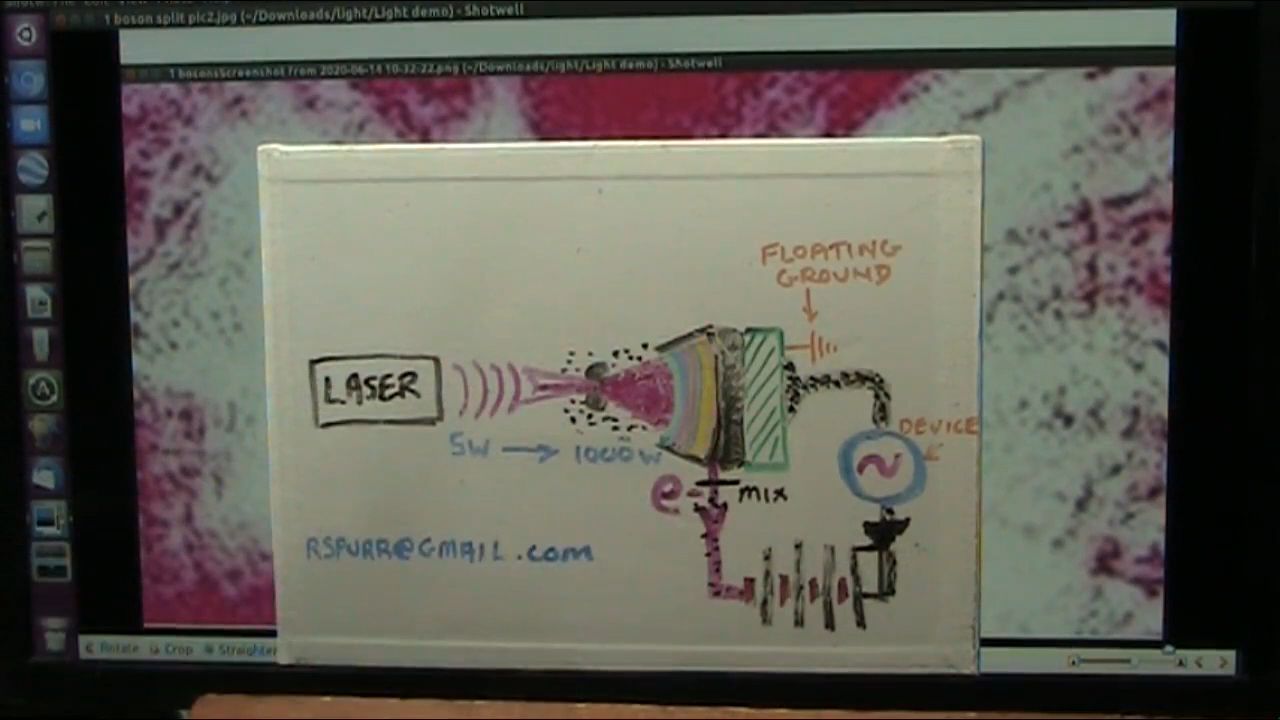 1 boson split pic2.jpg (~/Downloads/light/Light demo) - Shotwell
1 bosonsScreenshot from 2020-06-14 10-32-22.png (~/Downloads/light/Light demo) - Shotwell
FLOATING
GROUND
LASER
DEVICE
5W → 1000W
e-
MIX
RSPURR@GMAIL.com
Rotate Crop Straighten